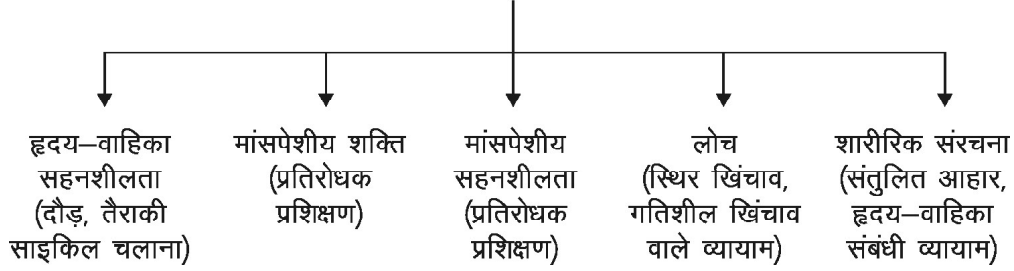 हृदय–वाहिका
सहनशीलता
(दौड़, तैराकी
साइकिल चलाना)
मांसपेशीय शक्ति
(प्रतिरोधक
प्रशिक्षण)
मांसपेशीय
सहनशीलता
(प्रतिरोधक
प्रशिक्षण)
लोच
(स्थिर खिंचाव,
गतिशील खिंचाव
वाले व्यायाम)
शारीरिक संरचना
(संतुलित आहार,
हृदय–वाहिका
संबंधी व्यायाम)